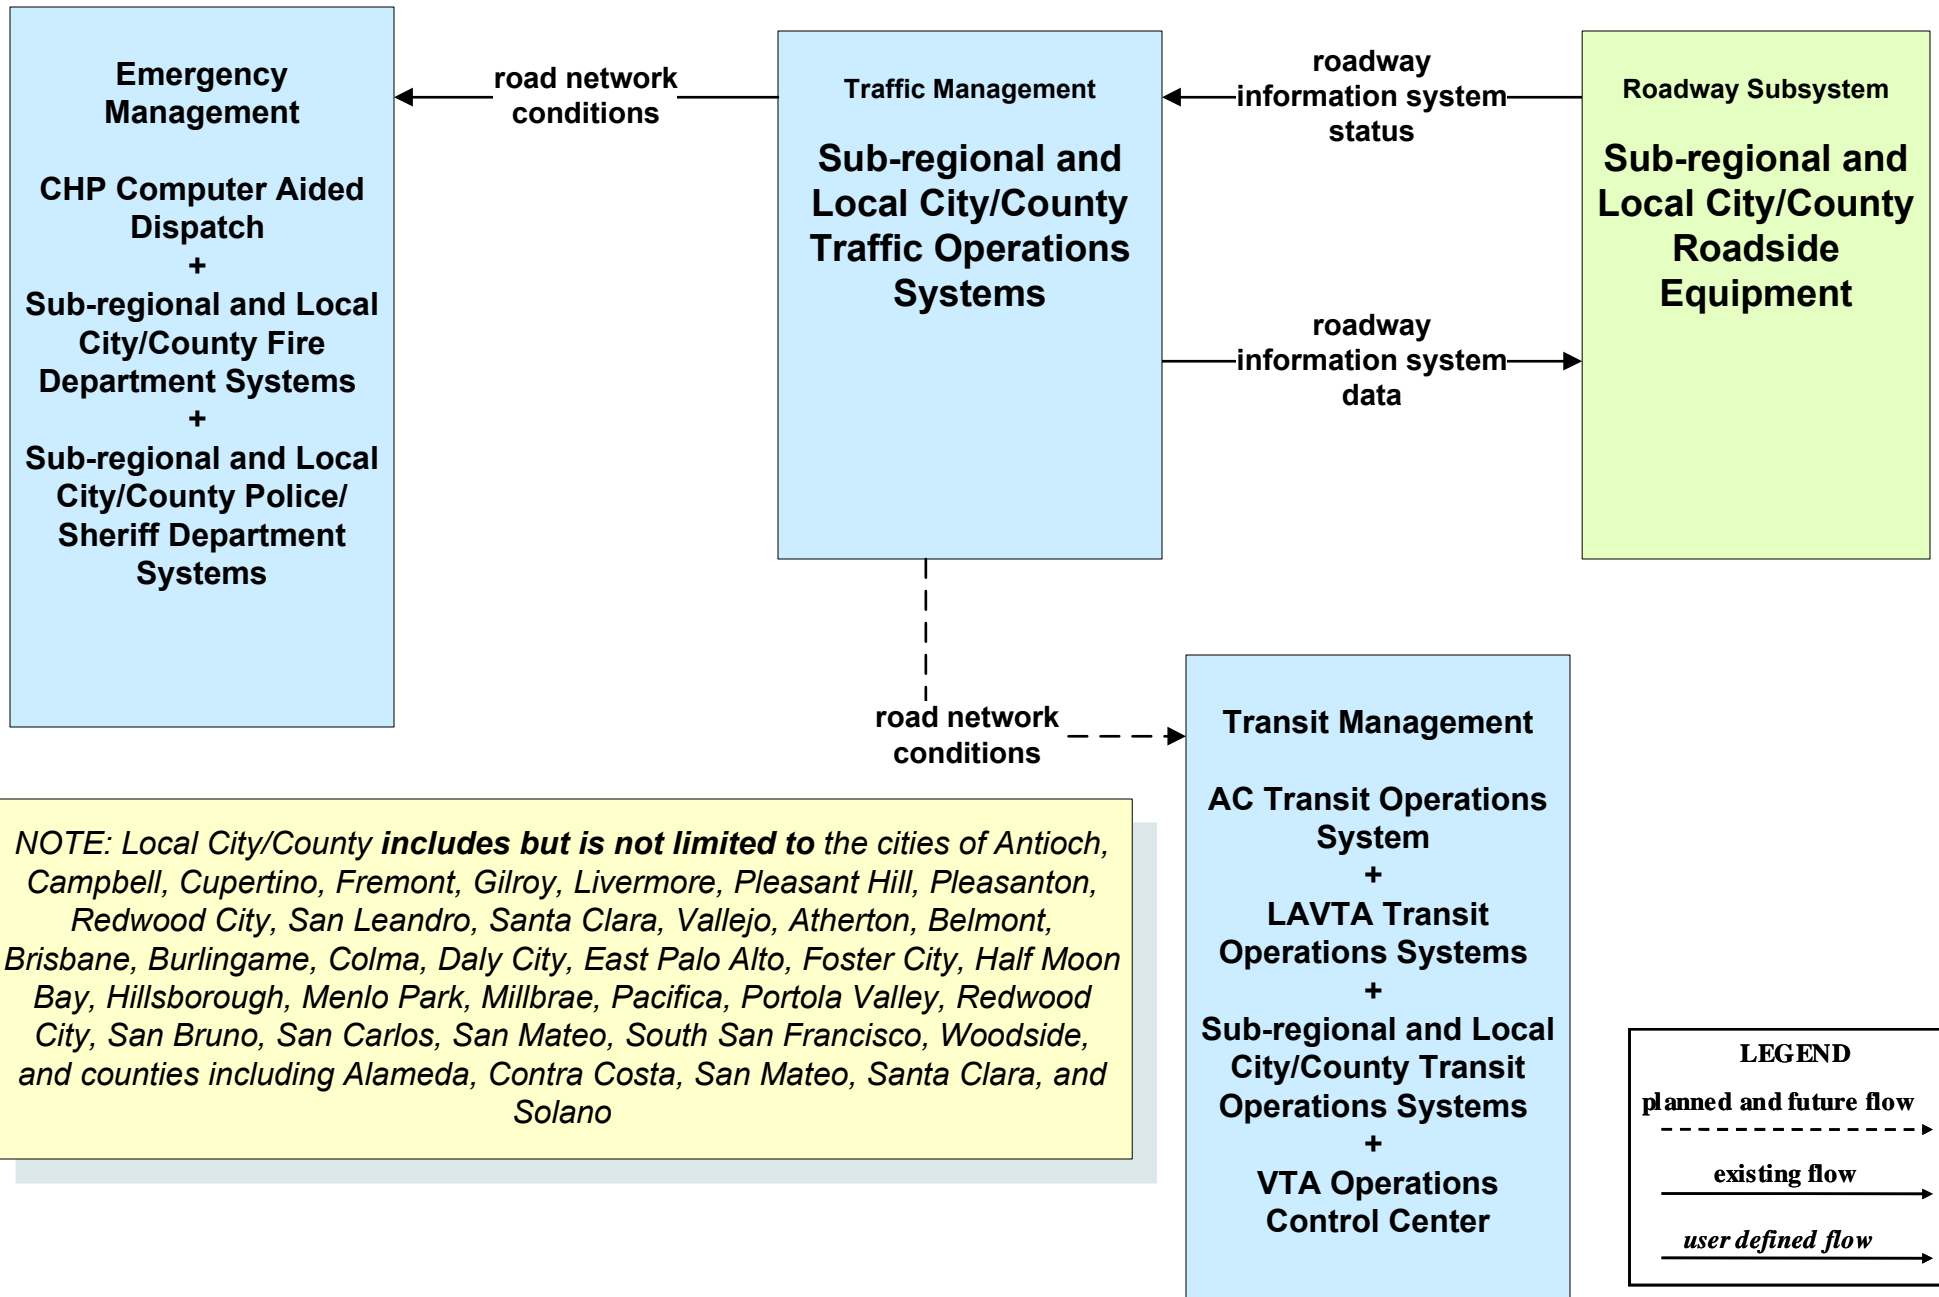 Emergency
Management
CHP Computer Aided
Dispatch
+
Sub-regional and Local
City/County Fire
Department Systems
+
Sub-regional and Local
City/County Police/
Sheriff Department
Systems
road network
conditions
Traffic Management
Sub-regional and
Local City/County
Traffic Operations
Systems
roadway
information system
status
roadway
information system
data
Roadway Subsystem
Sub-regional and
Local City/County
Roadside
Equipment
road network
conditions
Transit Management
AC Transit Operations
System
+
LAVTA Transit
Operations Systems
+
Sub-regional and Local
City/County Transit
Operations Systems
+
VTA Operations
Control Center
NOTE: Local City/County includes but is not limited to the cities of Antioch,
Campbell, Cupertino, Fremont, Gilroy, Livermore, Pleasant Hill, Pleasanton,
Redwood City, San Leandro, Santa Clara, Vallejo, Atherton, Belmont,
Brisbane, Burlingame, Colma, Daly City, East Palo Alto, Foster City, Half Moon
Bay, Hillsborough, Menlo Park, Millbrae, Pacifica, Portola Valley, Redwood
City, San Bruno, San Carlos, San Mateo, South San Francisco, Woodside,
and counties including Alameda, Contra Costa, San Mateo, Santa Clara, and
Solano
LEGEND
planned and future flow
existing flow
user defined flow